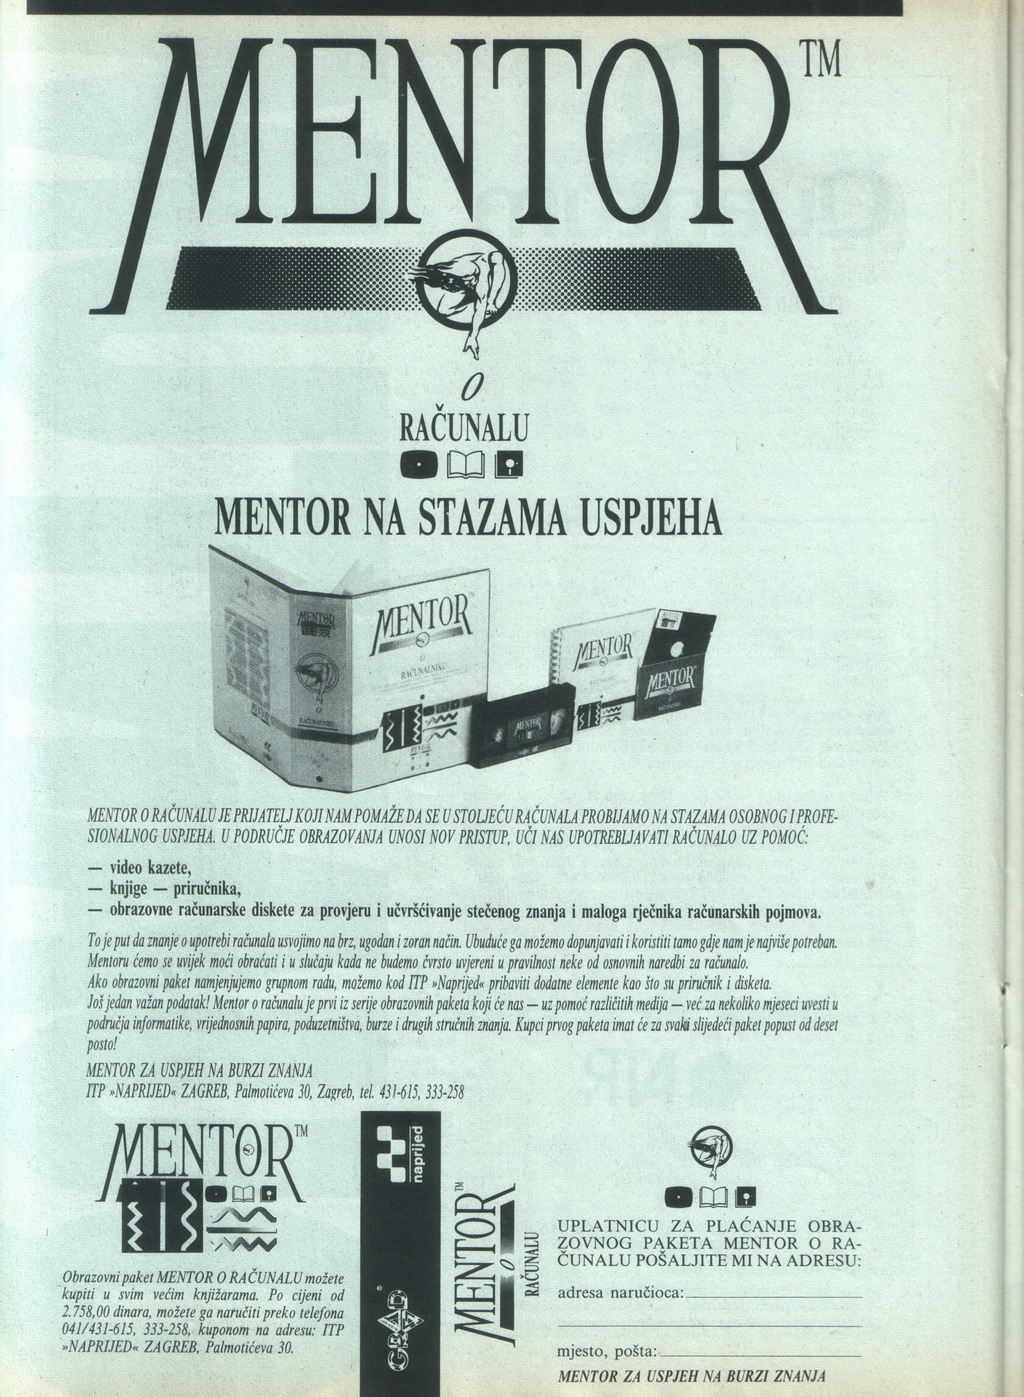 MENTOR™
O
RAČUNALU
MENTOR NA STAZAMA USPJEHA
MENTOR
O
RAČUNALNIKU
MENTOR
MENTOR
MENTOR
MENTOR
MENTOR O RAČUNALU JE PRIJATELJ KOJI NAM POMAŽE DA SE U STOLJEĆU RAČUNALA PROBIJAMO NA STAZAMA OSOBNOG I PROFE-
SIONALNOG USPJEHA. U PODRUČJE OBRAZOVANJA UNOSI NOV PRISTUP, UČI NAS UPOTREBLJAVATI RAČUNALO UZ POMOĆ:
— video kazete,
— knjige — priručnika,
— obrazovne računarske diskete za provjeru i učvršćivanje stečenog znanja i maloga rječnika računarskih pojmova.
To je put da znanje o upotrebi računala usvojimo na brz, ugodan i zoran način. Ubuduće ga možemo dopunjavati i koristiti tamo gdje nam je najviše potreban.
Mentoru ćemo se uvijek moći obraćati i u slučaju kada ne budemo čvrsto uvjereni u pravilnost neke od osnovnih naredbi za računalo.
Ako obrazovni paket namjenjujemo grupnom radu, možemo kod ITP »Naprijed« pribaviti dodatne elemente kao što su priručnik i disketa.
Još jedan važan podatak! Mentor o računalu je prvi iz serije obrazovnih paketa koji će nas — uz pomoć različitih medija — već za nekoliko mjeseci uvesti u
područja informatike, vrijednosnih papira, poduzetništva, burze i drugih stručnih znanja. Kupci prvog paketa imat će za svaki slijedeći paket popust od deset
posto!
MENTOR ZA USPJEH NA BURZI ZNANJA
ITP »NAPRIJED« ZAGREB, Palmotićeva 30, Zagreb, tel. 431-615, 333-258
MENTOR™
Obrazovni paket MENTOR O RAČUNALU možete
kupiti u svim većim knjižarama. Po cijeni od
2.758,00 dinara, možete ga naručiti preko telefona
041/431-615, 333-258, kuponom na adresu: ITP
»NAPRIJED« ZAGREB, Palmotićeva 30.
naprijed
GRAD®
MENTOR™
O
RAČUNALU
UPLATNICU ZA PLAĆANJE OBRA-
ZOVNOG PAKETA MENTOR O RA-
ČUNALU POŠALJITE MI NA ADRESU:
adresa naručioca:
mjesto, pošta:
MENTOR ZA USPJEH NA BURZI ZNANJA